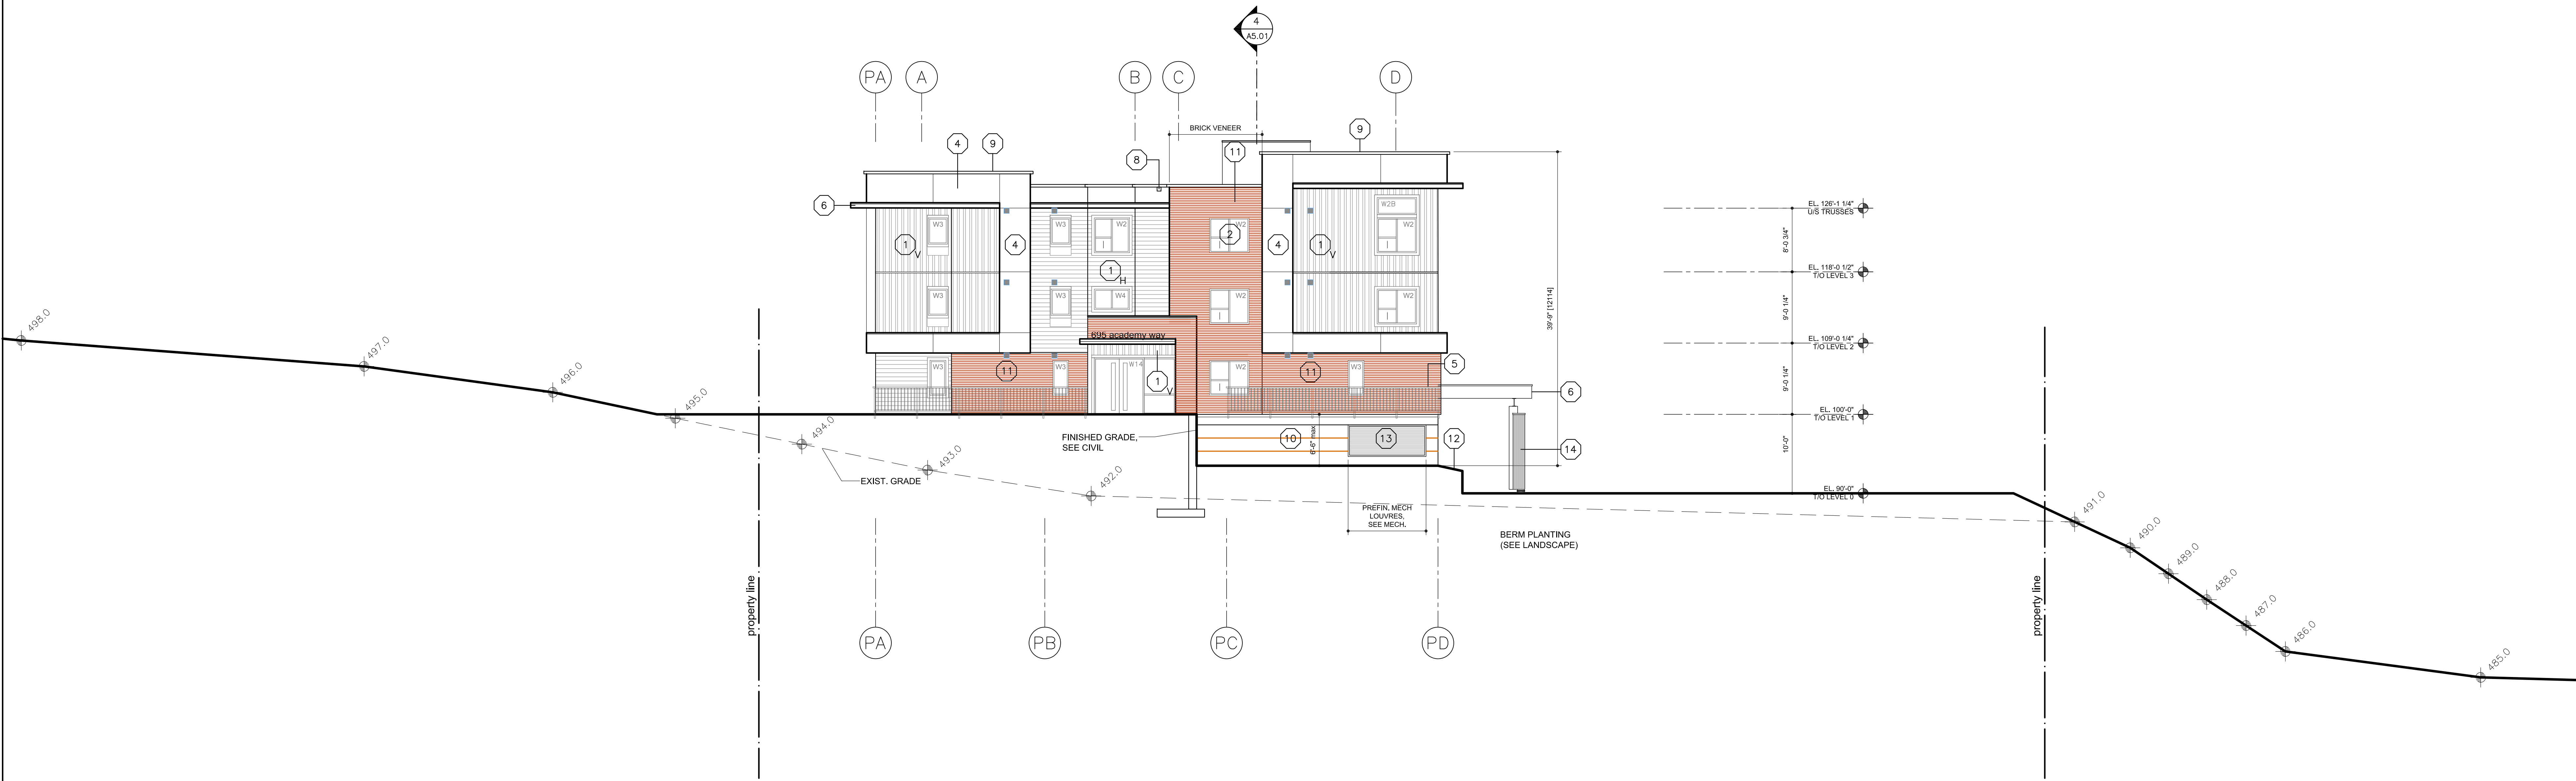 4
A5.01
PA
A
B
C
D
BRICK VENEER
4
9
8
11
9
6
W3
W3
W2
W2
W2B
W2
1
V
4
1
H
2
4
1
V
W3
W3
W4
W2
W2
695 academy way
W3
11
W3
W14
1
V
W2
11
W3
5
6
EL. 126'-1 1/4"
U/S TRUSSES
8'-0 3/4"
EL. 118'-0 1/2"
T/O LEVEL 3
9'-0 1/4"
39'-9" [12114]
EL. 109'-0 1/4"
T/O LEVEL 2
9'-0 1/4"
EL. 100'-0"
T/O LEVEL 1
10'-0"
EL. 90'-0"
T/O LEVEL 0
498.0
497.0
496.0
495.0
494.0
493.0
492.0
EXIST. GRADE
FINISHED GRADE,
SEE CIVIL
10
6'-6" max
13
12
14
PREFIN, MECH
LOUVRES,
SEE MECH.
BERM PLANTING
(SEE LANDSCAPE)
491.0
490.0
489.0
488.0
487.0
486.0
485.0
property line
property line
PA
PB
PC
PD